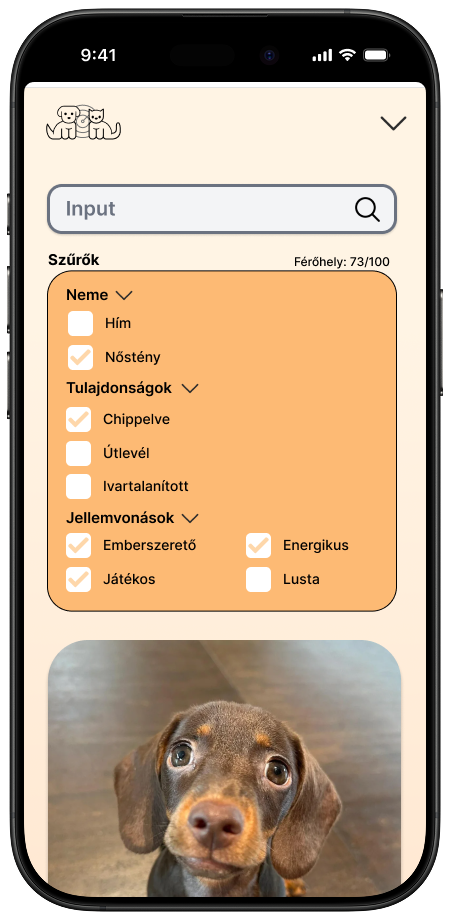 9:41
Input
Szűrők
Férőhely: 73/100
Neme
Hím
Nőstény
Tulajdonságok
Chippelve
Útlevél
Ivartalanított
Jellemvonások
Emberszerető Energikus
Játékos Lusta